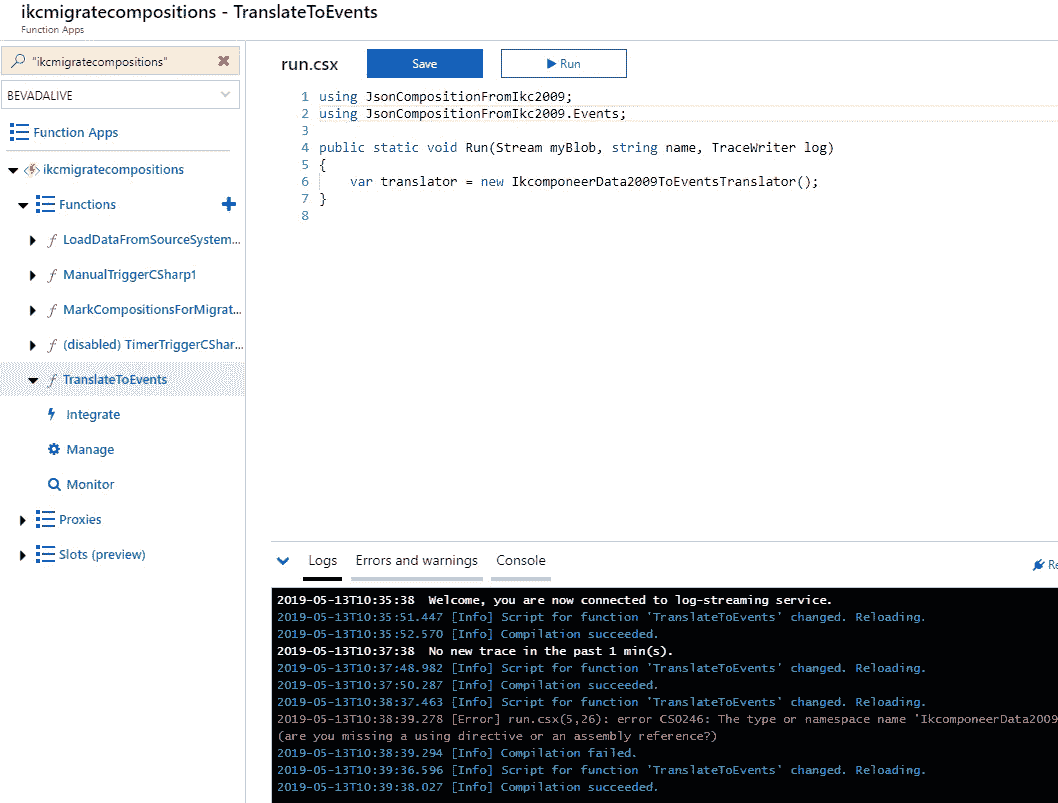 ikcmigratecompositions - TranslateToEvents
Function Apps
"ikcmigratecompositions"
BEVADALIVE
Function Apps
ikcmigratecompositions
Functions
LoadDataFromSourceSystem...
ManualTriggerCSharp1
MarkCompositionsForMigrat...
(disabled) TimerTriggerCShar...
TranslateToEvents
Integrate
Manage
Monitor
Proxies
Slots (preview)
run.csx Save Run
1 using JsonCompositionFromIkc2009;
2 using JsonCompositionFromIkc2009.Events;
3
4 public static void Run(Stream myBlob, string name, TraceWriter log)
5 {
6     var translator = new IkcomponeerData2009ToEventsTranslator();
7 }
8
Logs Errors and warnings Console Re
2019-05-13T10:35:38  Welcome, you are now connected to log-streaming service.
2019-05-13T10:35:51.447 [Info] Script for function 'TranslateToEvents' changed. Reloading.
2019-05-13T10:35:52.570 [Info] Compilation succeeded.
2019-05-13T10:37:38  No new trace in the past 1 min(s).
2019-05-13T10:37:48.982 [Info] Script for function 'TranslateToEvents' changed. Reloading.
2019-05-13T10:37:50.287 [Info] Compilation succeeded.
2019-05-13T10:38:37.463 [Info] Script for function 'TranslateToEvents' changed. Reloading.
2019-05-13T10:38:39.278 [Error] run.csx(5,26): error CS0246: The type or namespace name 'IkcomponeerData2009
(are you missing a using directive or an assembly reference?)
2019-05-13T10:38:39.294 [Info] Compilation failed.
2019-05-13T10:39:36.596 [Info] Script for function 'TranslateToEvents' changed. Reloading.
2019-05-13T10:39:38.027 [Info] Compilation succeeded.